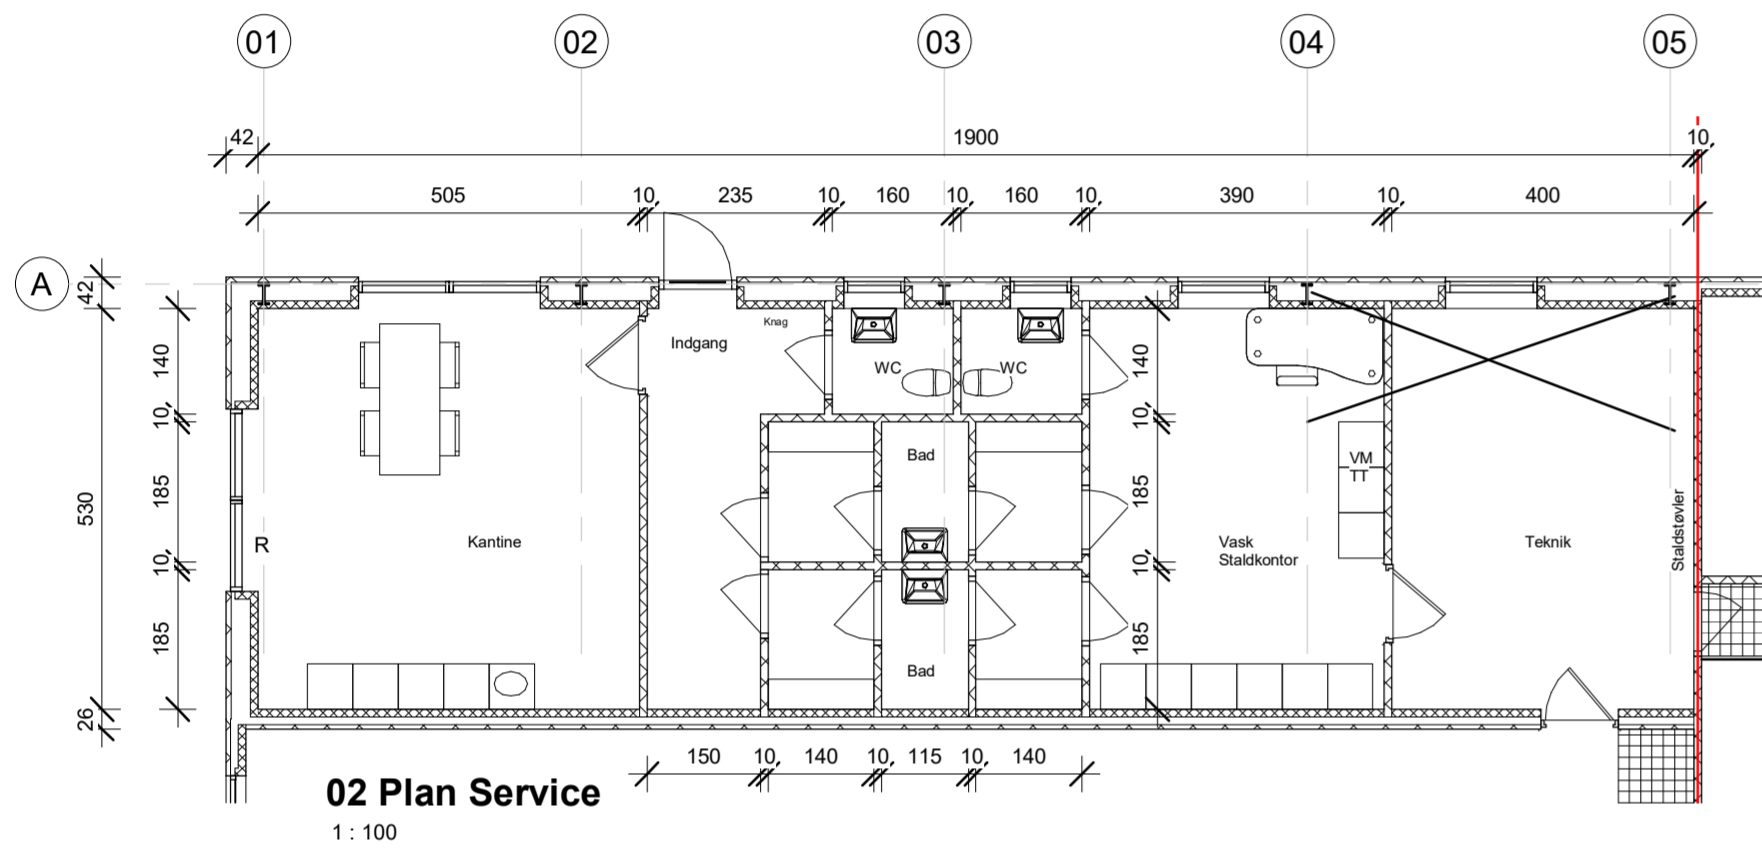 01 02 03 04 05
42 1900 10,
505 10, 235 10, 160 10, 160 10, 390 10, 400
A
42
140
10,
185
10,
185
530
26
Knag
Indgang
WC WC
140
10,
185
10,
185
Bad
VM
TT
R
Kantine
Vask
Staldkontor
Teknik
Staldstøvler
Bad
150 10, 140 10, 115 10, 140
02 Plan Service
1 : 100